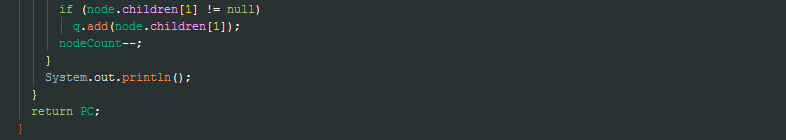 if (node.children[1] != null)
q.add(node.children[1]);
nodeCount--;
}
System.out.println();
}
return PC;
}